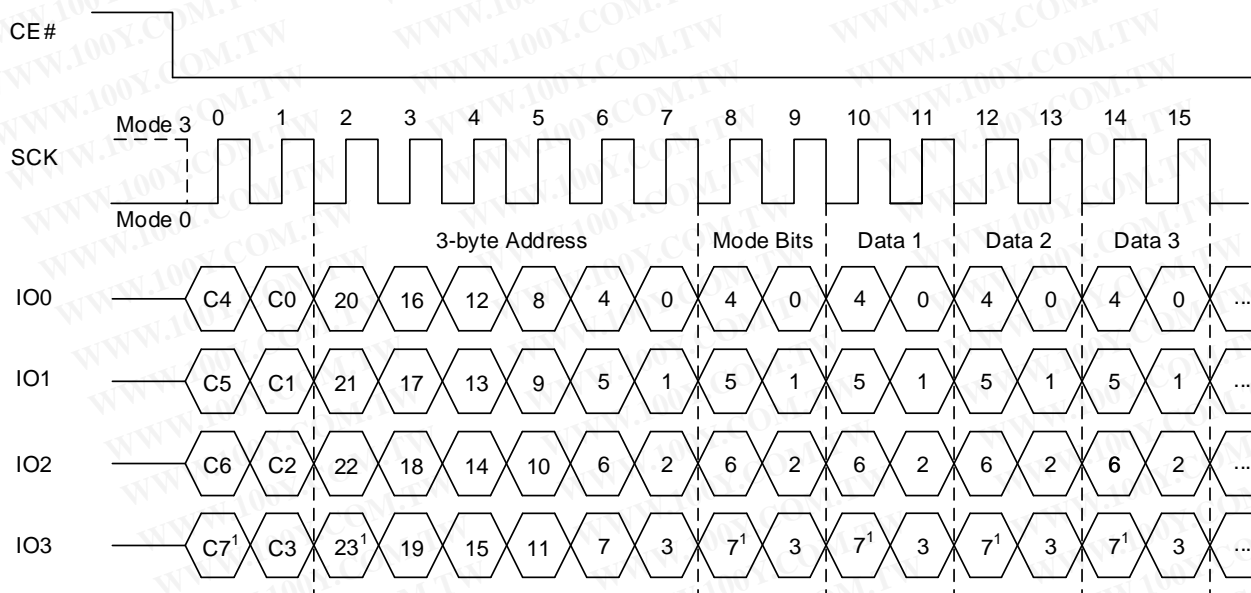 CE#
Mode 3 0 1 2 3 4 5 6 7 8 9 10 11 12 13 14 15
SCK
Mode 0
3-byte Address Mode Bits Data 1 Data 2 Data 3
IO0 C4 C0 20 16 12 8 4 0 4 0 4 0 4 0 4 0 ...
IO1 C5 C1 21 17 13 9 5 1 5 1 5 1 5 1 5 1 ...
IO2 C6 C2 22 18 14 10 6 2 6 2 6 2 6 2 6 2 ...
IO3 C7¹ C3 23¹ 19 15 11 7 3 7¹ 3 7¹ 3 7¹ 3 7¹ 3 ...
WWW.100Y.COM.TW